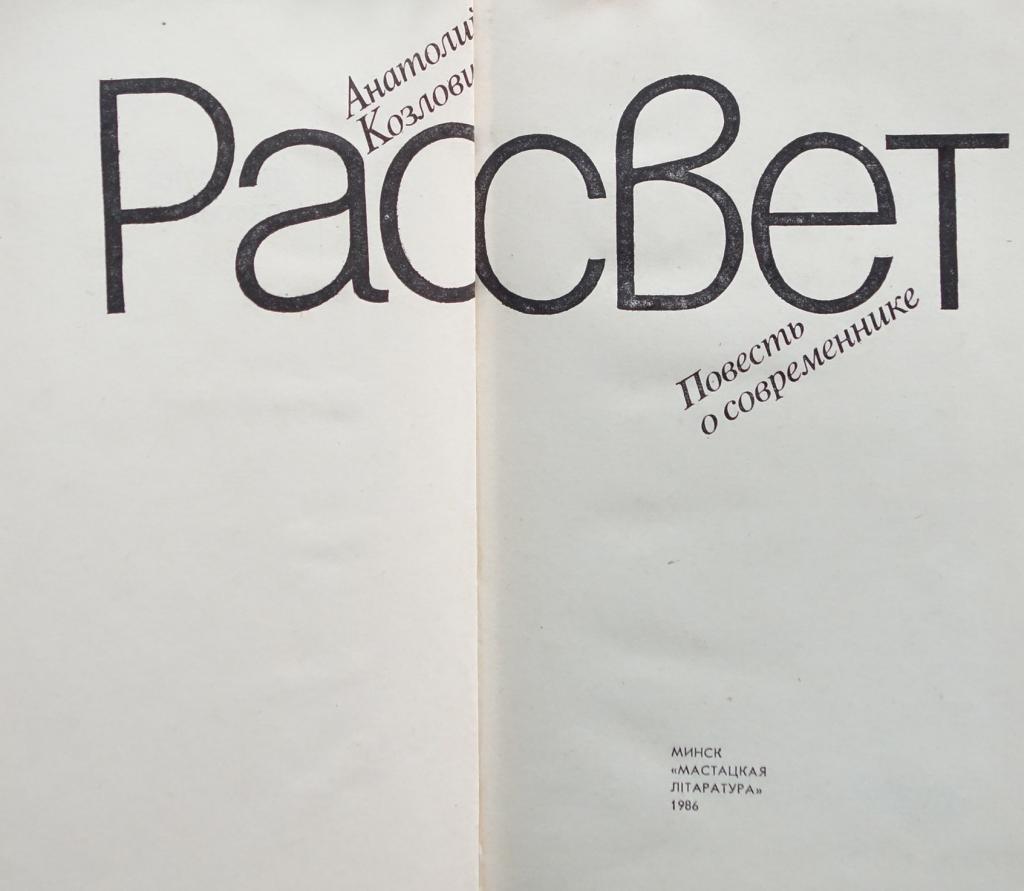 Анатолий
Козлови
Рассвет
Повесть
о современнике
МИНСК
«МАСТАЦКАЯ
ЛІТАРАТУРА»
1986